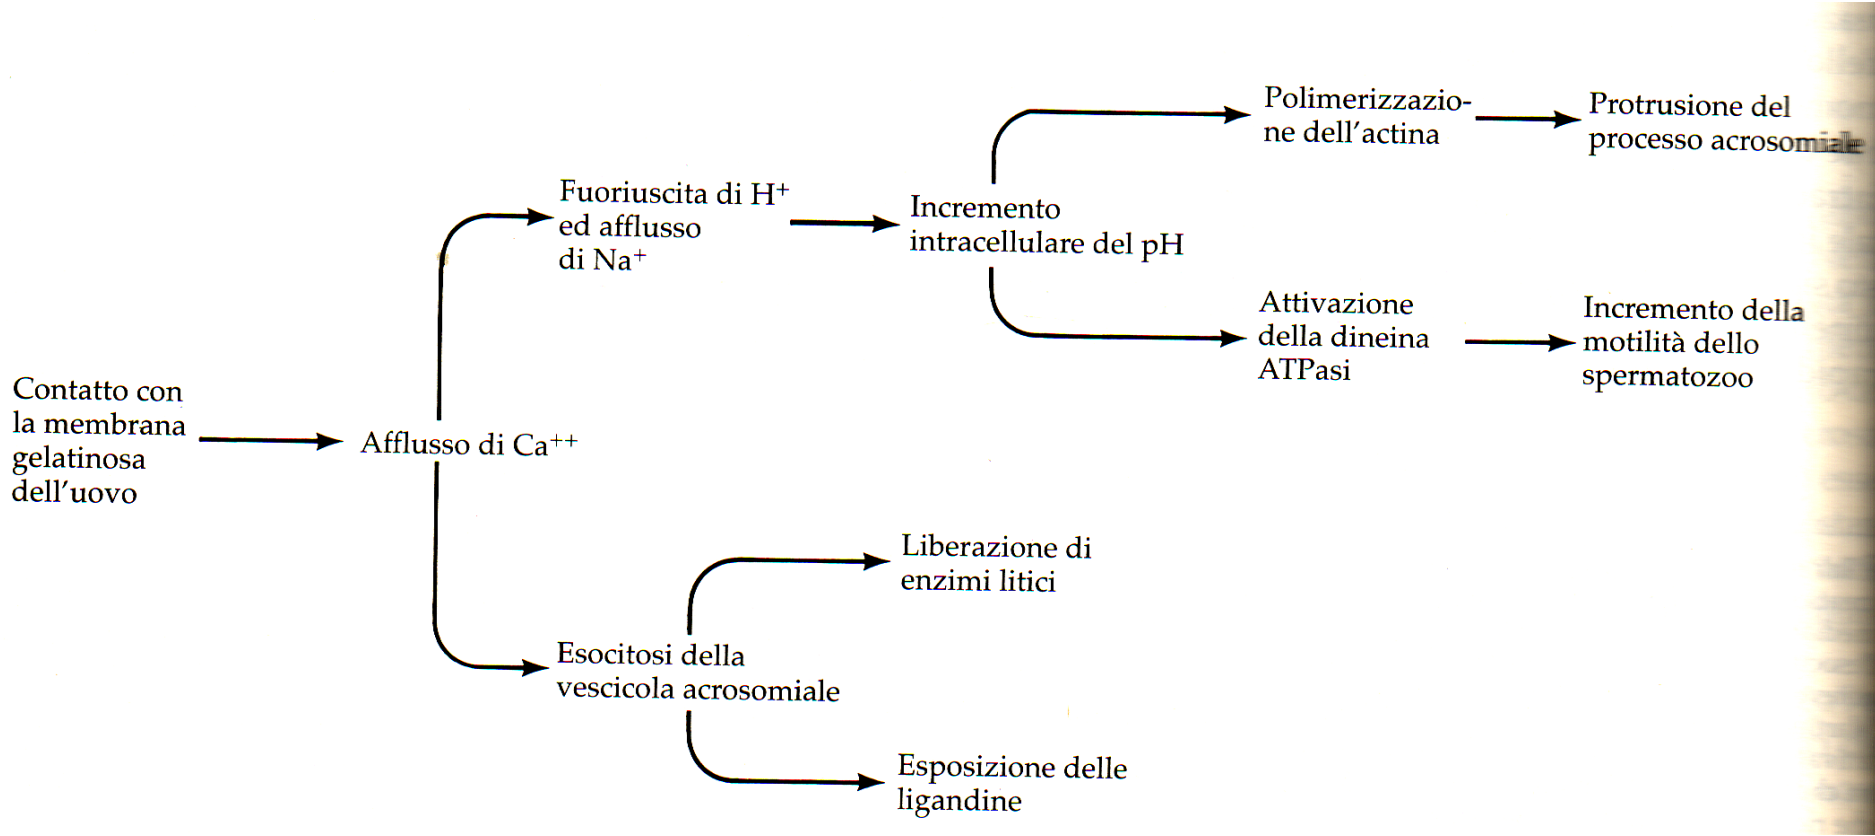 Contatto con
la membrana
gelatinosa
dell'uovo
Afflusso di Ca++
Fuoriuscita di H+
ed afflusso
di Na+
Incremento
intracellulare del pH
Polimerizzazio-
ne dell'actina
Protrusione del
processo acrosomiale
Attivazione
della dineina
ATPasi
Incremento della
motilità dello
spermatozoo
Esocitosi della
vescicola acrosomiale
Liberazione di
enzimi litici
Esposizione delle
ligandine